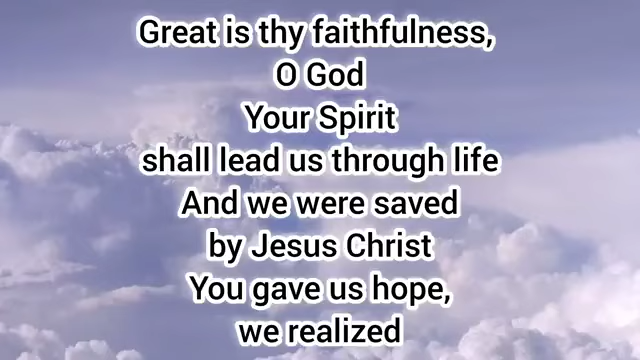 Great is thy faithfulness,
O God
Your Spirit
shall lead us through life
And we were saved
by Jesus Christ
You gave us hope,
we realized